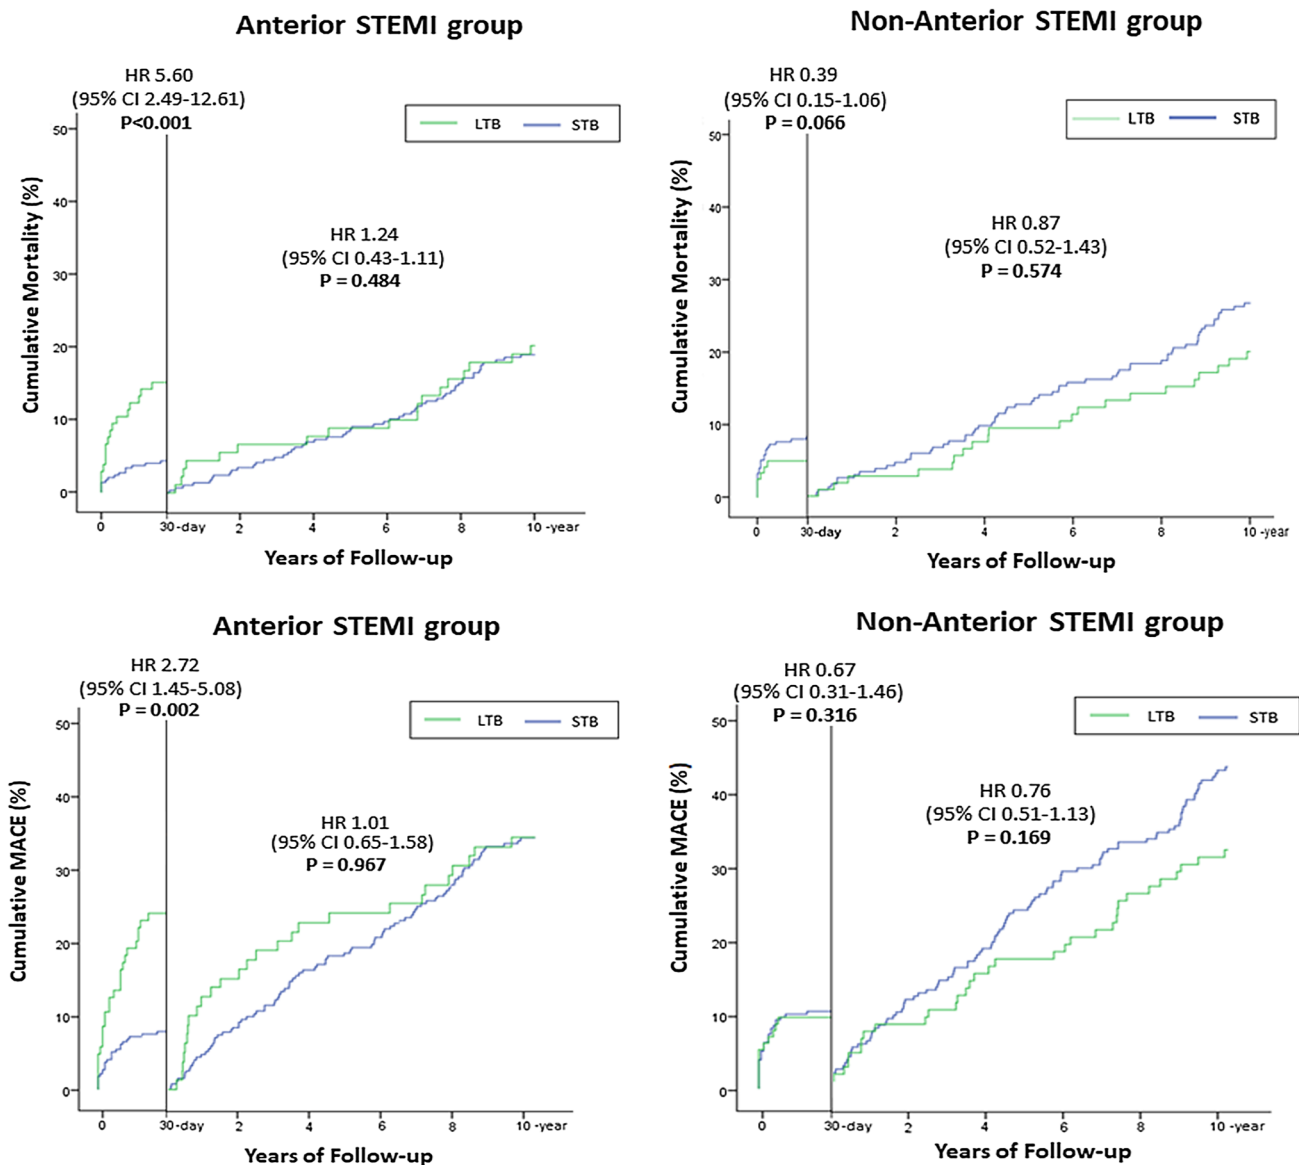 Anterior STEMI group
HR 5.60
(95% CI 2.49-12.61)
P<0.001
LTB STB
HR 1.24
(95% CI 0.43-1.11)
P = 0.484
Cumulative Mortality (%)
50
40
30
20
10
0
0 30-day 2 4 6 8 10 -year
Years of Follow-up
Non-Anterior STEMI group
HR 0.39
(95% CI 0.15-1.06)
P = 0.066
LTB STB
HR 0.87
(95% CI 0.52-1.43)
P = 0.574
Cumulative Mortality (%)
50
40
30
20
10
0
0 30-day 2 4 6 8 10 -year
Years of Follow-up
Anterior STEMI group
HR 2.72
(95% CI 1.45-5.08)
P = 0.002
LTB STB
HR 1.01
(95% CI 0.65-1.58)
P = 0.967
Cumulative MACE (%)
50
40
30
20
10
0
0 30-day 2 4 6 8 10 -year
Years of Follow-up
Non-Anterior STEMI group
HR 0.67
(95% CI 0.31-1.46)
P = 0.316
LTB STB
HR 0.76
(95% CI 0.51-1.13)
P = 0.169
Cumulative MACE (%)
50
40
30
20
10
0
0 30-day 2 4 6 8 10 -year
Years of Follow-up